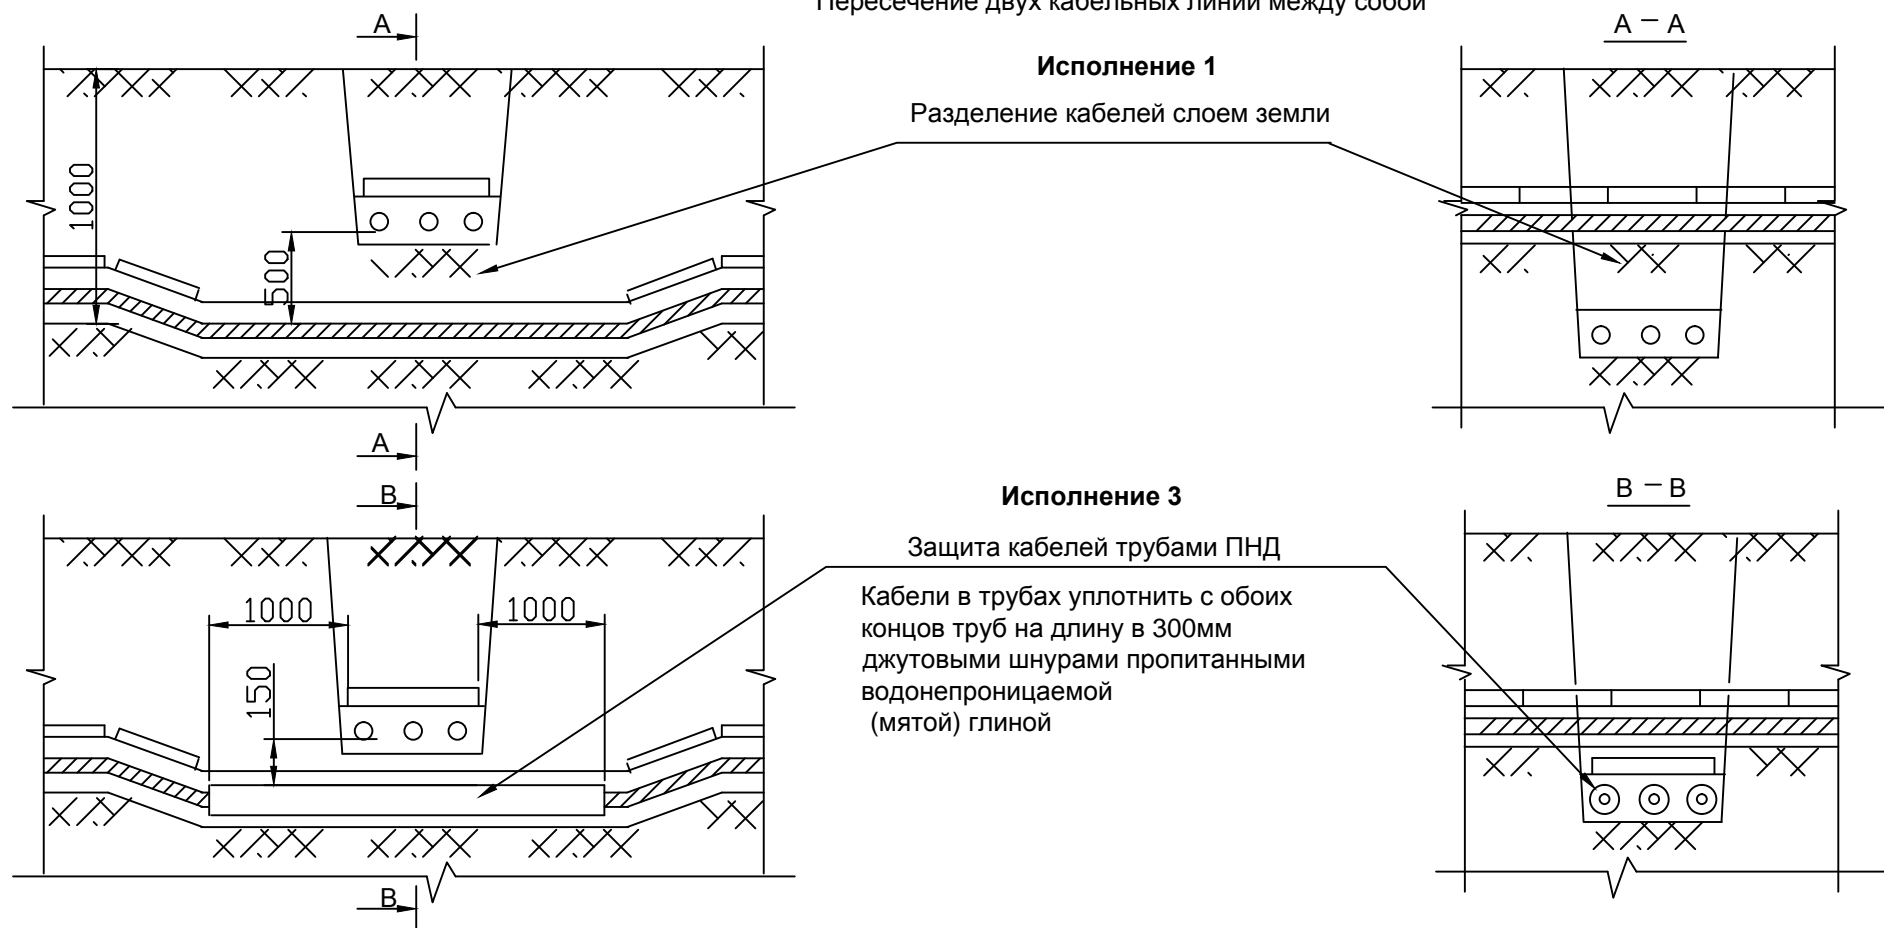 Пересечение двух кабельных линий между собой
А
А – А
Исполнение 1
Разделение кабелей слоем земли
1000
500
А
В
Исполнение 3
В – В
Защита кабелей трубами ПНД
Кабели в трубах уплотнить с обоих
концов труб на длину в 300мм
джутовыми шнурами пропитанными
водонепроницаемой
(мятой) глиной
1000
1000
150
В